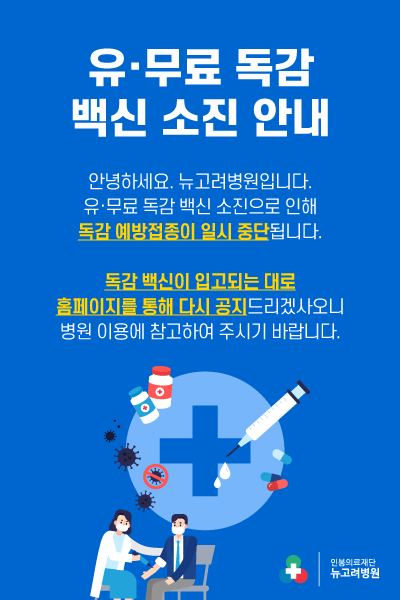 유·무료 독감
백신 소진 안내
안녕하세요. 뉴고려병원입니다.
유·무료 독감 백신 소진으로 인해
독감 예방접종이 일시 중단됩니다.
독감 백신이 입고되는 대로
홈페이지를 통해 다시 공지드리겠사오니
병원 이용에 참고하여 주시기 바랍니다.
인봉의료재단
뉴고려병원